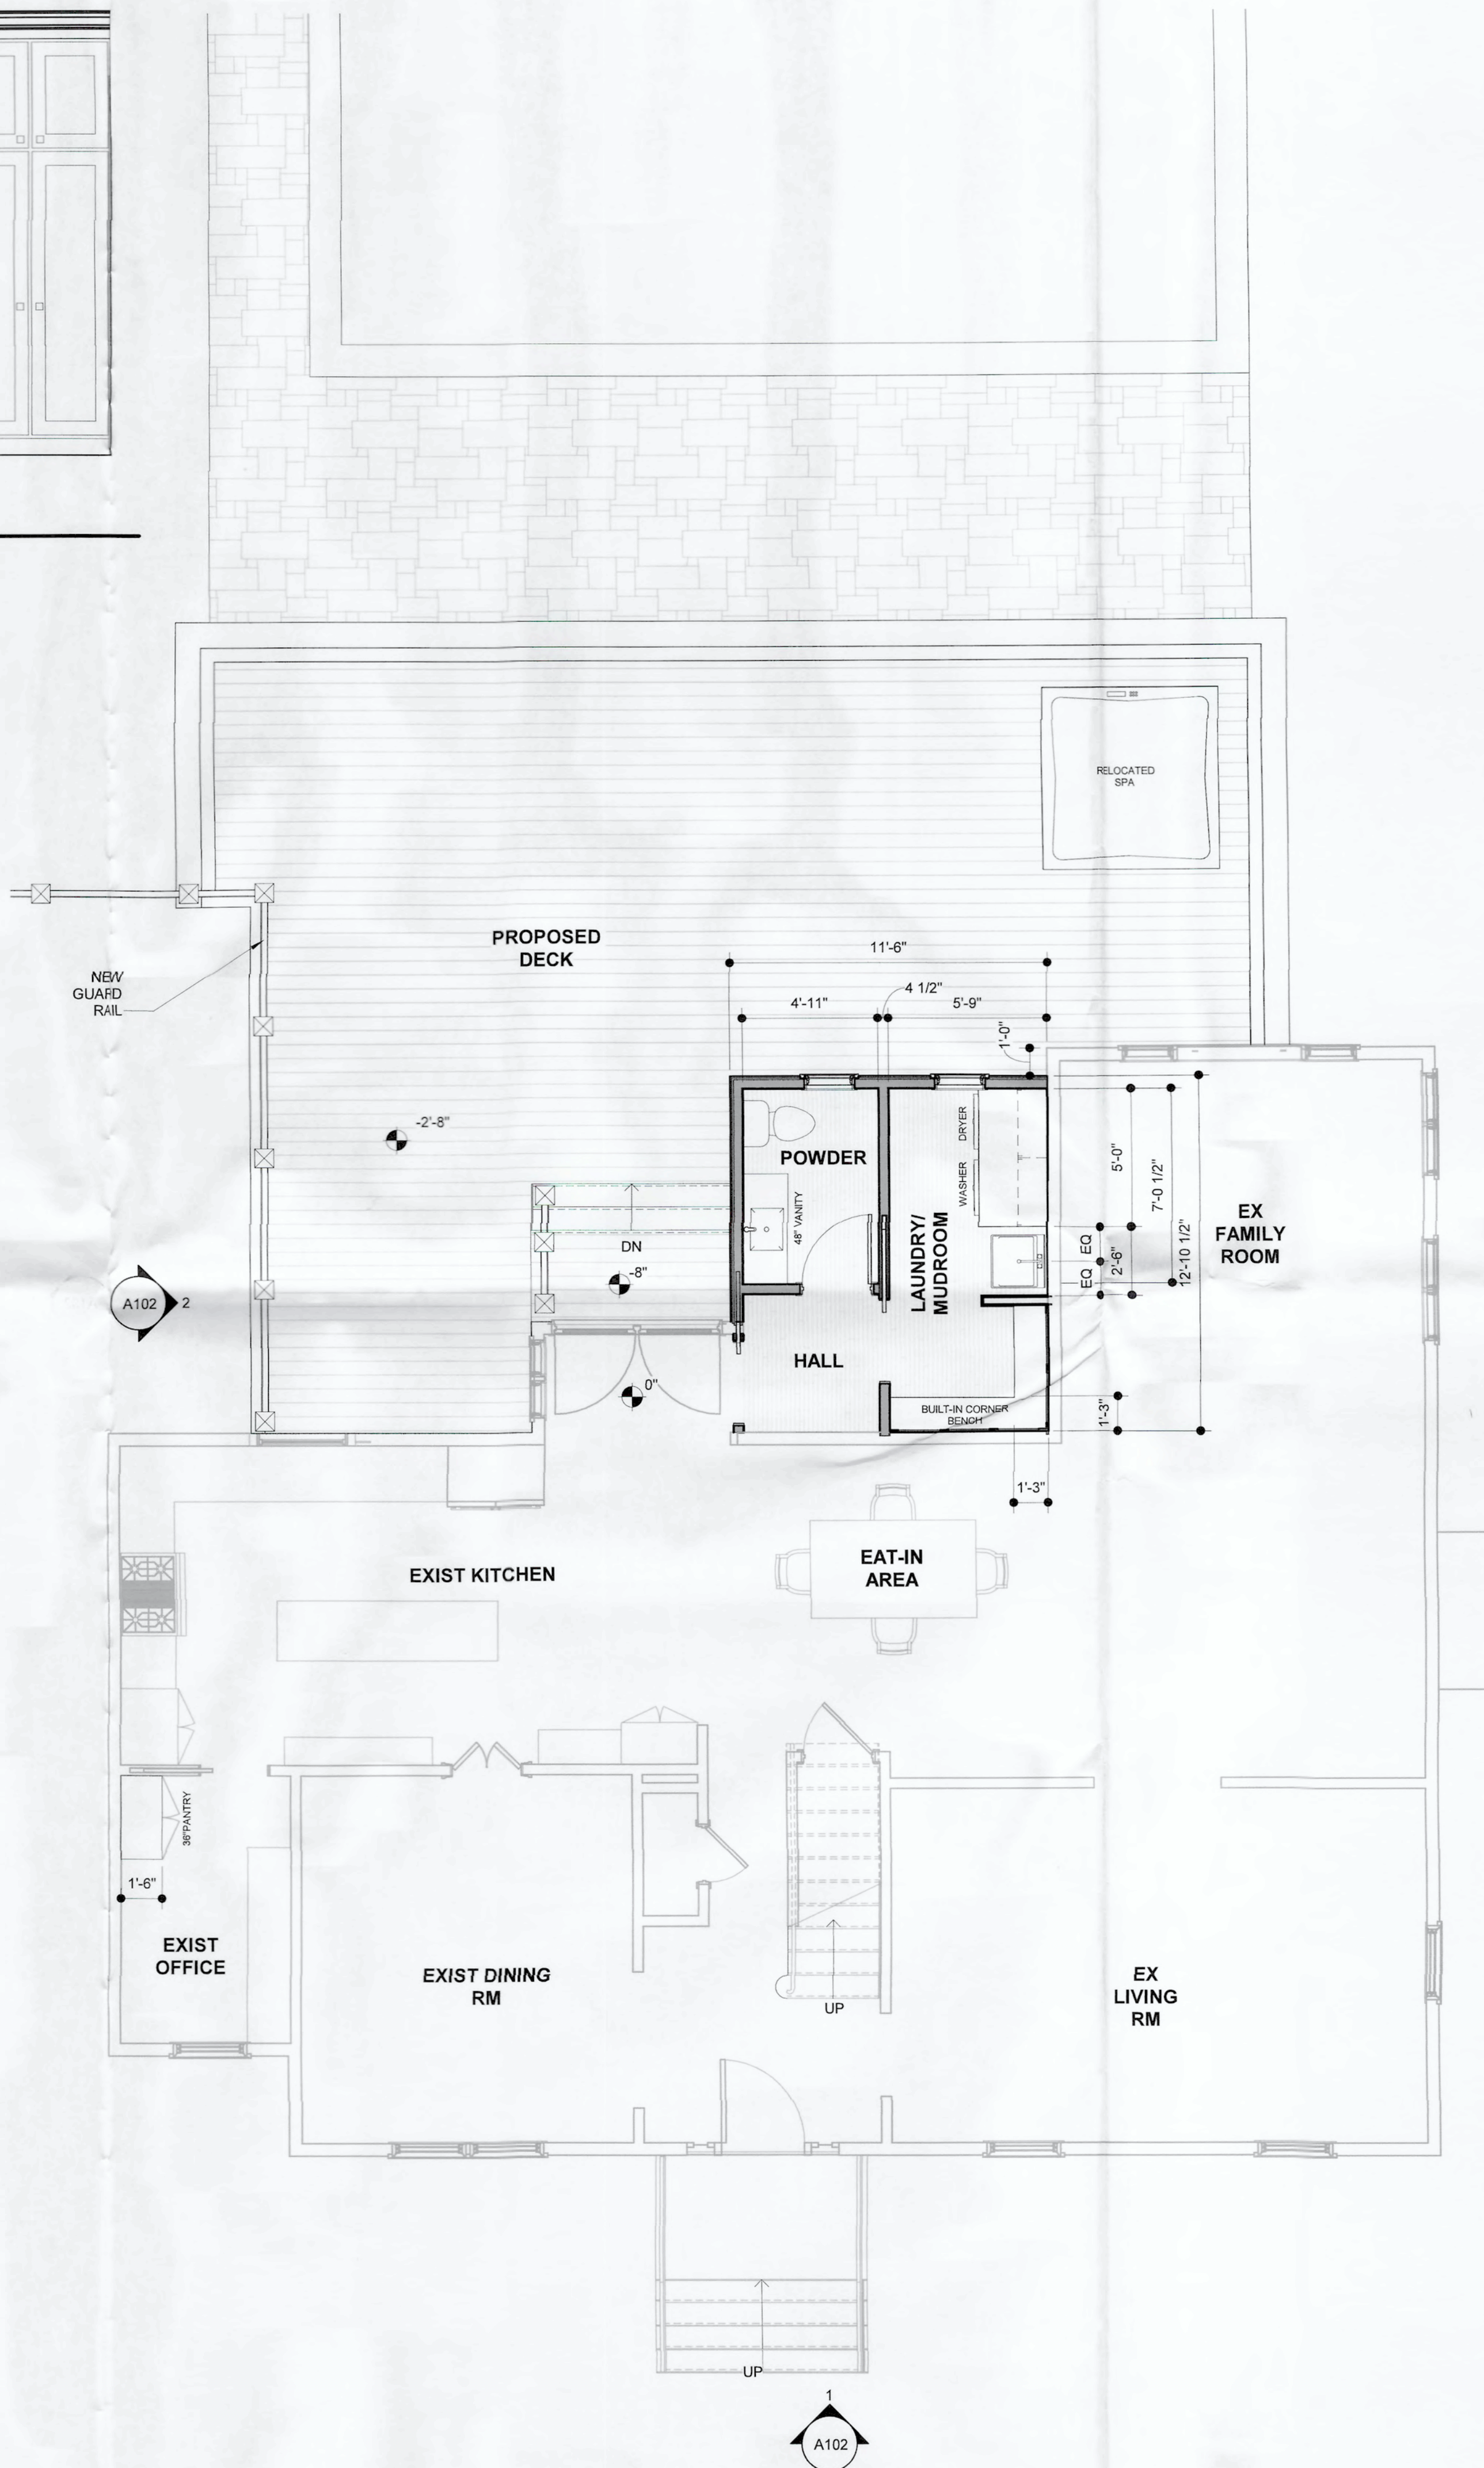 RELOCATED
SPA
PROPOSED
DECK
11'-6"
NEW
GUARD
RAIL
4 1/2"
4'-11"
5'-9"
1'-0"
-2'-8"
POWDER
DRYER
WASHER
48" VANITY
LAUNDRY/
MUDROOM
5'-0"
7'-0 1/2"
12'-10 1/2"
EQ
EQ
2'-6"
EX
FAMILY
ROOM
DN
-8"
A102
2
HALL
0"
BUILT-IN CORNER
BENCH
1'-3"
1'-3"
EXIST KITCHEN
EAT-IN
AREA
36"PANTRY
1'-6"
EXIST
OFFICE
EXIST DINING
RM
UP
EX
LIVING
RM
UP
1
A102